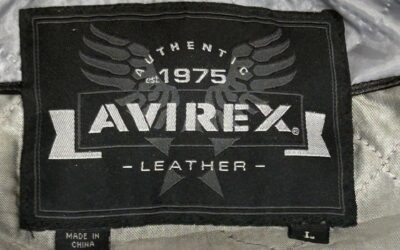 AUTHENTIC
est. 1975
AVIREX®
- LEATHER -
MADE IN
CHINA
L